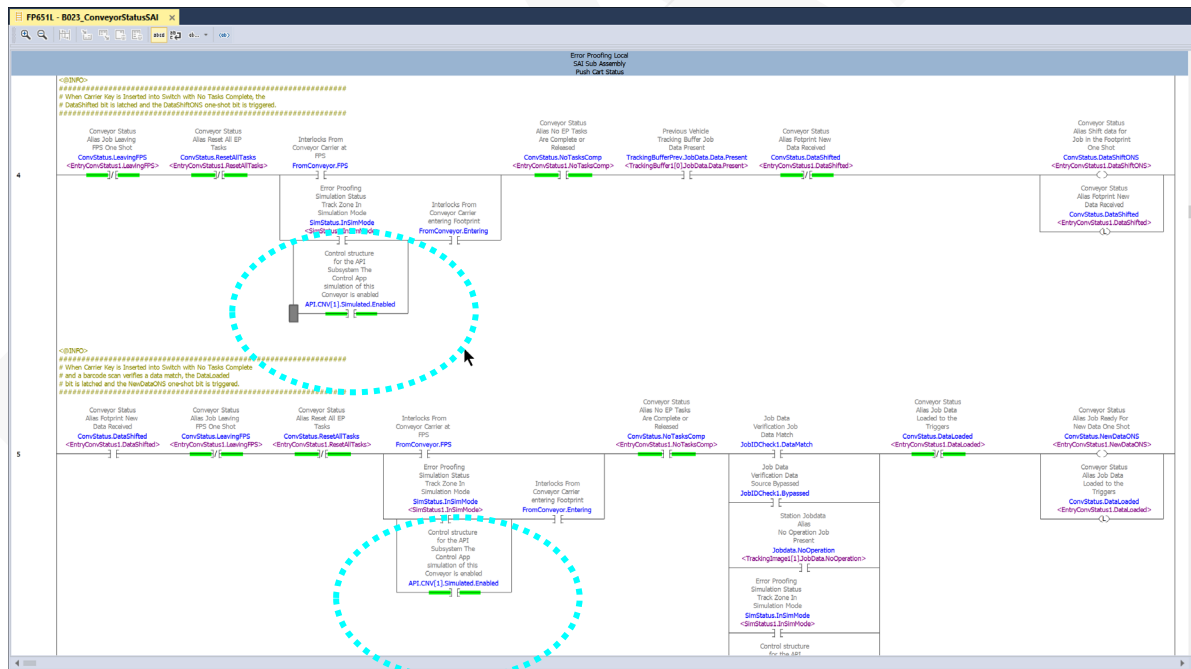 FP651L - B023_ConveyorStatusSAI ×
Error Proofing Local
SAI Sub Assembly
Push Cart Status
<@INFO>
################################################################
# When Carrier Key is Inserted into Switch with No Tasks Complete, the
# DataShifted bit is latched and the DataShiftONS one-shot bit is triggered.
################################################################
4
Conveyor Status
Alias Job Leaving
FPS One Shot
ConvStatus.LeavingFPS
<EntryConvStatus1.LeavingFPS>
Conveyor Status
Alias Reset All EP
Tasks
ConvStatus.ResetAllTasks
<EntryConvStatus1.ResetAllTasks>
Interlocks From
Conveyor Carrier at
FPS
FromConveyor.FPS
Conveyor Status
Alias No EP Tasks
Are Complete or
Released
ConvStatus.NoTasksComp
<EntryConvStatus1.NoTasksComp>
Previous Vehicle
Tracking Buffer Job
Data Present
TrackingBufferPrev.JobData.Data.Present
<TrackingBuffer1[0].JobData.Data.Present>
Conveyor Status
Alias Fotprint New
Data Received
ConvStatus.DataShifted
<EntryConvStatus1.DataShifted>
Conveyor Status
Alias Shift data for
Job in the Footprint
One Shot
ConvStatus.DataShiftONS
<EntryConvStatus1.DataShiftONS>
Error Proofing
Simulation Status
Track Zone In
Simulation Mode
SimStatus.InSimMode
<SimStatus1.InSimMode>
Interlocks From
Conveyor Carrier
entering Footprint
FromConveyor.Entering
Conveyor Status
Alias Fotprint New
Data Received
ConvStatus.DataShifted
<EntryConvStatus1.DataShifted>
L
Control structure
for the API
Subsystem The
Control App
simulation of this
Conveyor is enabled
API.CNV[1].Simulated.Enabled
<@INFO>
################################################################
# When Carrier Key is Inserted into Switch with No Tasks Complete
# and a barcode scan verifies a data match, the DataLoaded
# bit is latched and the NewDataONS one-shot bit is triggered.
################################################################
5
Conveyor Status
Alias Fotprint New
Data Received
ConvStatus.DataShifted
<EntryConvStatus1.DataShifted>
Conveyor Status
Alias Job Leaving
FPS One Shot
ConvStatus.LeavingFPS
<EntryConvStatus1.LeavingFPS>
Conveyor Status
Alias Reset All EP
Tasks
ConvStatus.ResetAllTasks
<EntryConvStatus1.ResetAllTasks>
Interlocks From
Conveyor Carrier at
FPS
FromConveyor.FPS
Conveyor Status
Alias No EP Tasks
Are Complete or
Released
ConvStatus.NoTasksComp
<EntryConvStatus1.NoTasksComp>
Job Data
Verification Job
Data Match
JobIDCheck1.DataMatch
Conveyor Status
Alias Job Data
Loaded to the
Triggers
ConvStatus.DataLoaded
<EntryConvStatus1.DataLoaded>
Conveyor Status
Alias Job Ready For
New Data One Shot
ConvStatus.NewDataONS
<EntryConvStatus1.NewDataONS>
Error Proofing
Simulation Status
Track Zone In
Simulation Mode
SimStatus.InSimMode
<SimStatus1.InSimMode>
Interlocks From
Conveyor Carrier
entering Footprint
FromConveyor.Entering
Job Data
Verification Data
Source Bypassed
JobIDCheck1.Bypassed
Conveyor Status
Alias Job Data
Loaded to the
Triggers
ConvStatus.DataLoaded
<EntryConvStatus1.DataLoaded>
L
Control structure
for the API
Subsystem The
Control App
simulation of this
Conveyor is enabled
API.CNV[1].Simulated.Enabled
Station Jobdata
Alias
No Operation Job
Present
Jobdata.NoOperation
<TrackingImage1[1].JobData.NoOperation>
Error Proofing
Simulation Status
Track Zone In
Simulation Mode
SimStatus.InSimMode
<SimStatus1.InSimMode>
Control structure
for the API